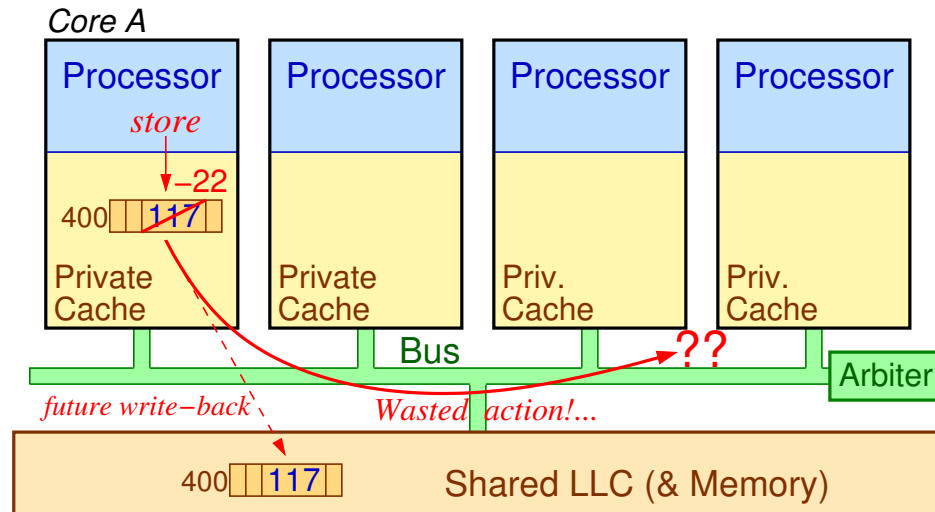 Core A
Processor
Processor
Processor
Processor
store
−22
400 117
Private
Cache
Private
Cache
Priv.
Cache
Priv.
Cache
Bus
??
Arbiter
future write−back
Wasted action!...
400 117
Shared LLC (& Memory)